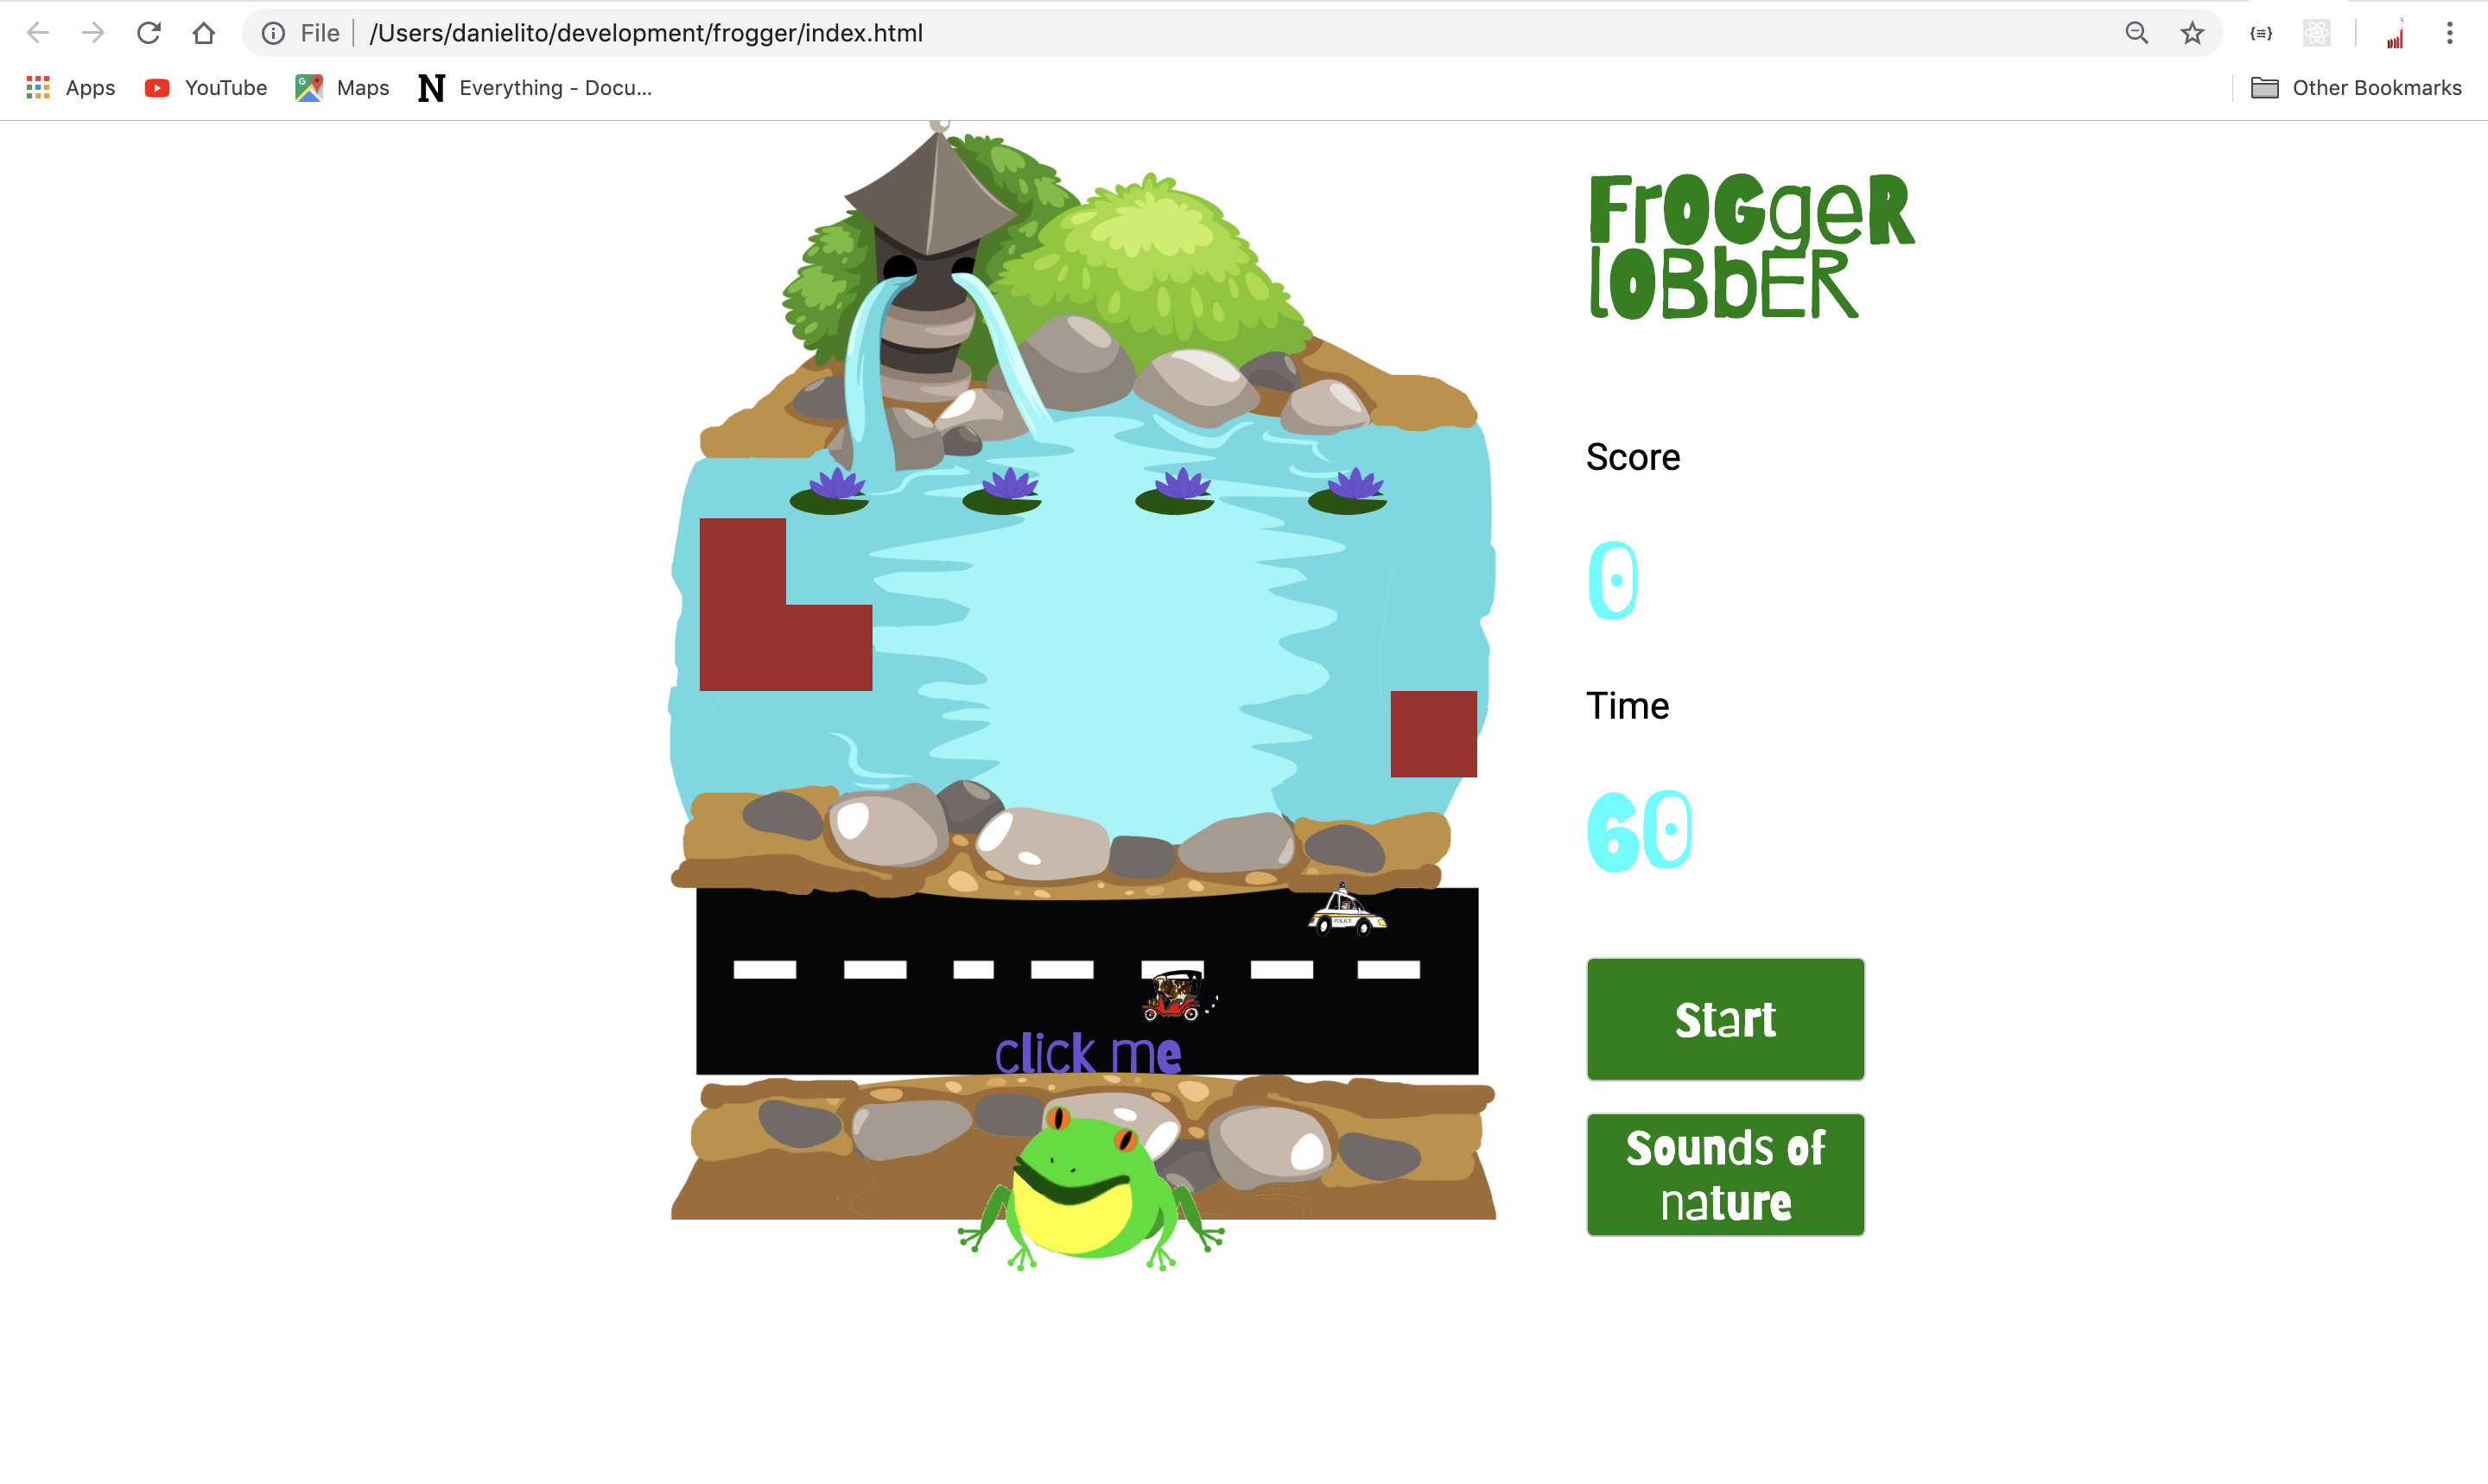 File /Users/danielito/development/frogger/index.html
Apps YouTube Maps Everything - Docu... Other Bookmarks
FrOGgeR
lOBbER
Score
0
Time
60
POLICE
click me
Start
Sounds of
nature